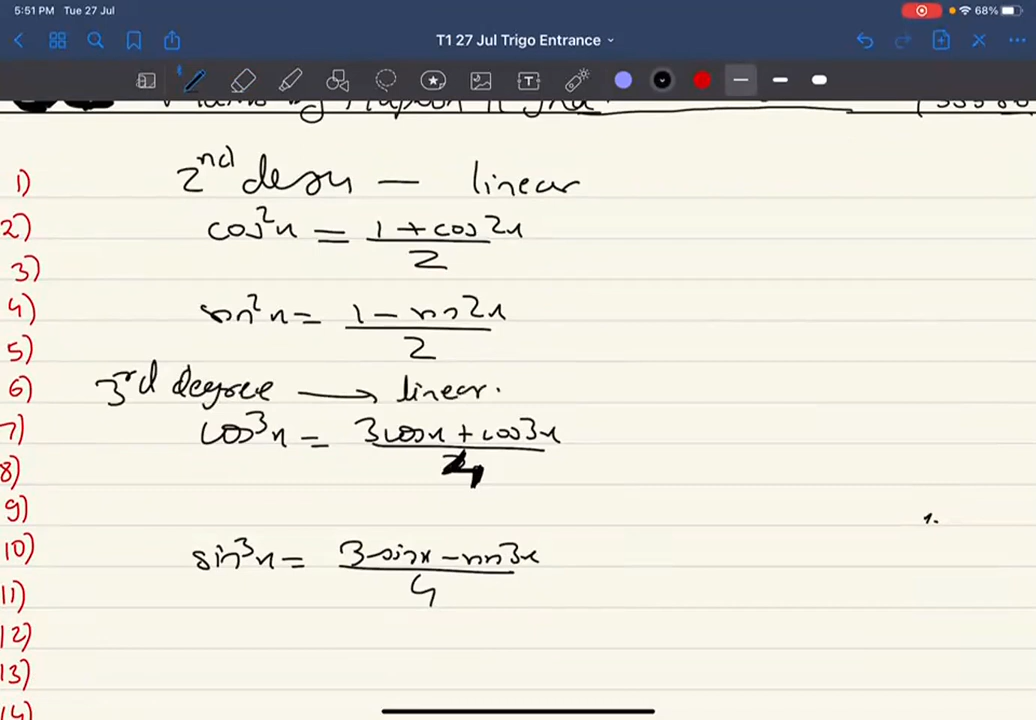 5:51 PM Tue 27 Jul
68%
T1 27 Jul Trigo Entrance
1) 2nd degree — linear
2) cos²x = (1 + cos2x)/2
3)
4) sin²x = (1 - sin2x)/2
5)
6) 3rd degree → linear.
7) cos³x = (3cosx + cos3x)/4
8)
9)
10) sin³x = (3sinx - sin3x)/4
11)
12)
13)
14)